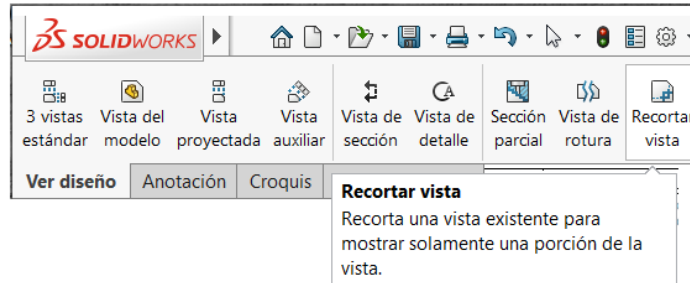 SOLIDWORKS
3 vistas estándar
Vista del modelo
Vista proyectada
Vista auxiliar
Vista de sección
Vista de detalle
Sección parcial
Vista de rotura
Recortar vista
Ver diseño
Anotación
Croquis
Recortar vista
Recorta una vista existente para
mostrar solamente una porción de la
vista.